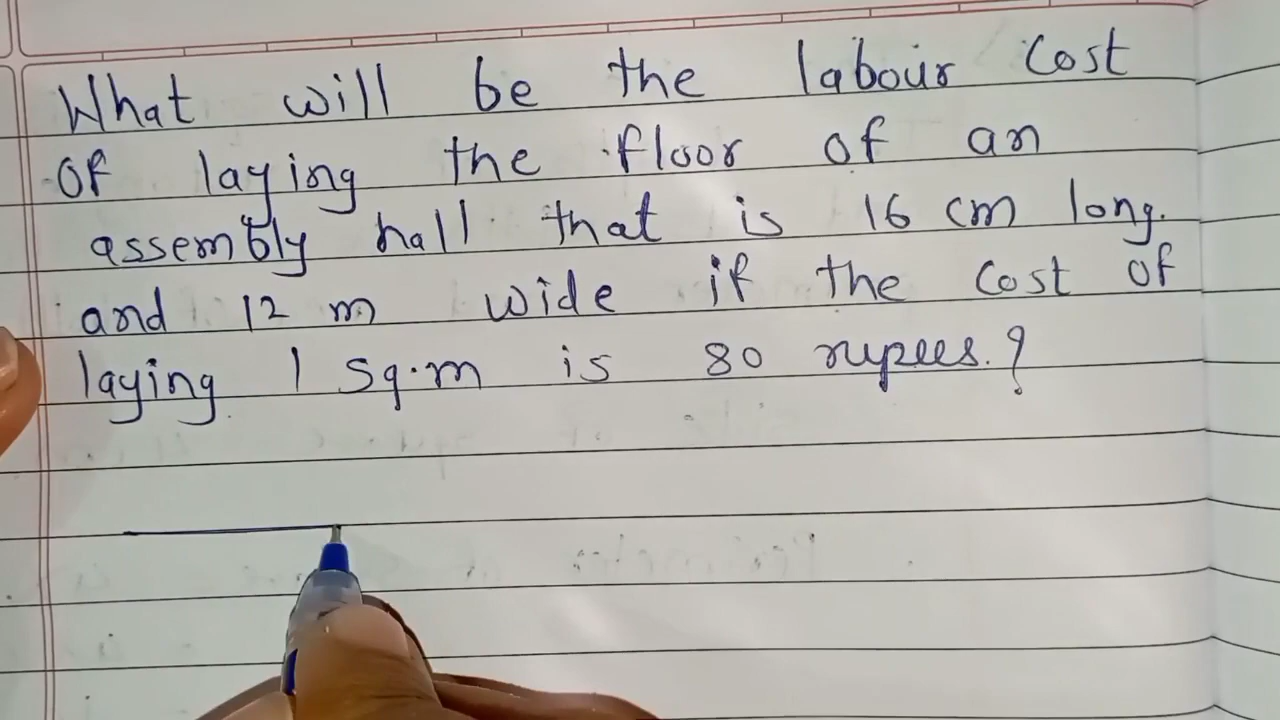 What will be the labour cost
of laying the floor of an
assembly hall that is 16 cm long.
and 12 m wide if the cost of
laying 1 sq.m is 80 rupees.?